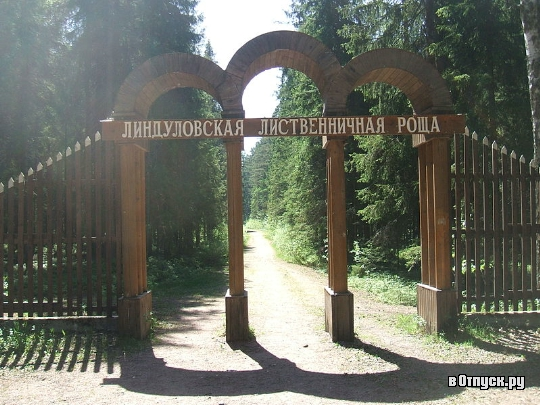 ЛИНДУЛОВСКАЯ ЛИСТВЕННИЧНАЯ РОЩА
вОтпуск.ру